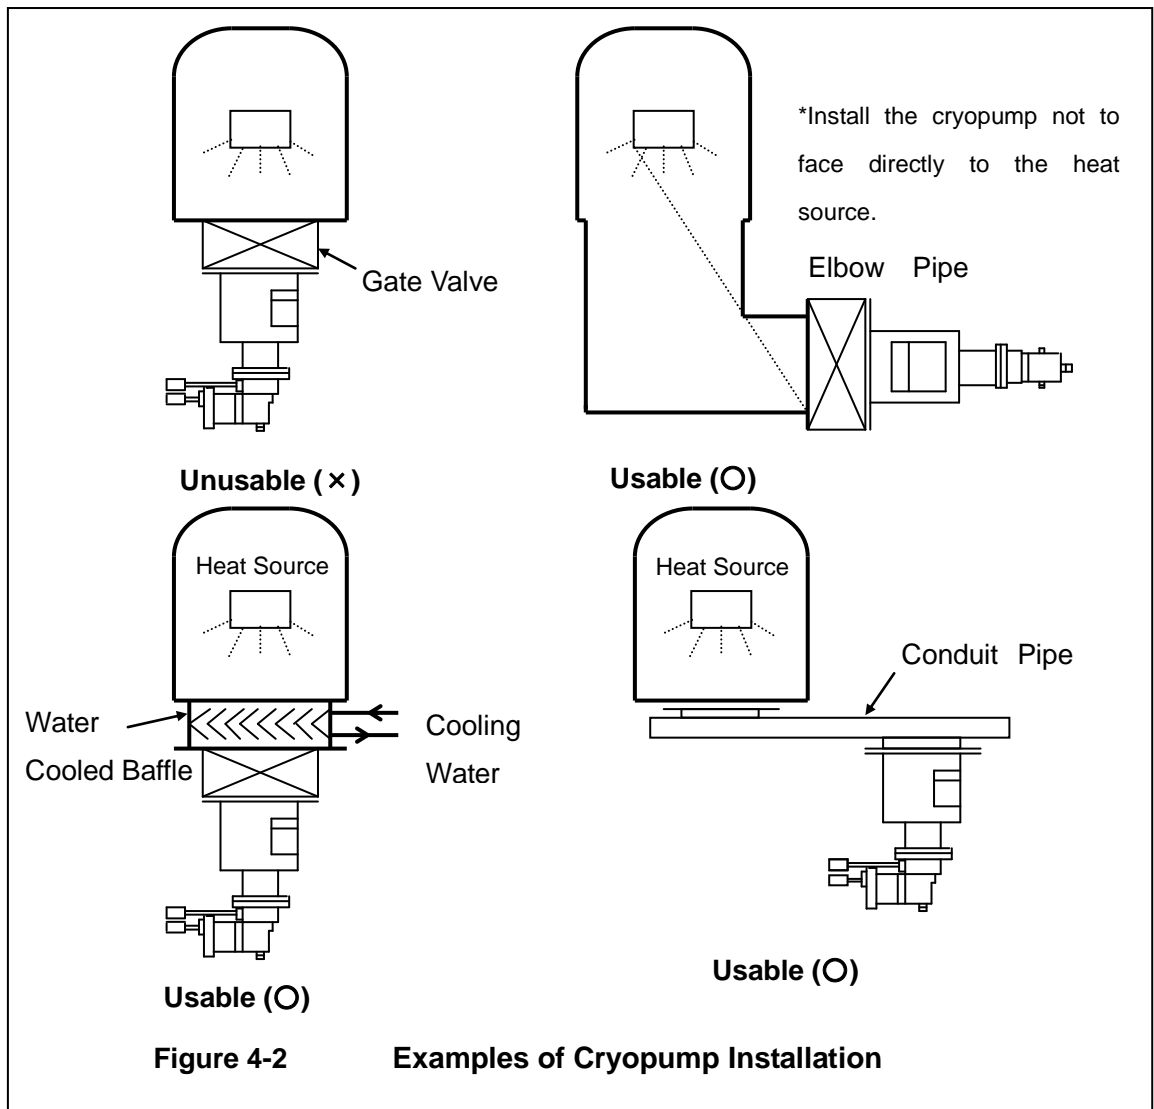 *Install the cryopump not to
face directly to the heat
source.
Gate Valve
Elbow Pipe
Unusable (×)
Usable (○)
Heat Source
Heat Source
Conduit Pipe
Water
Cooled Baffle
Cooling
Water
Usable (○)
Usable (○)
Figure 4-2 Examples of Cryopump Installation